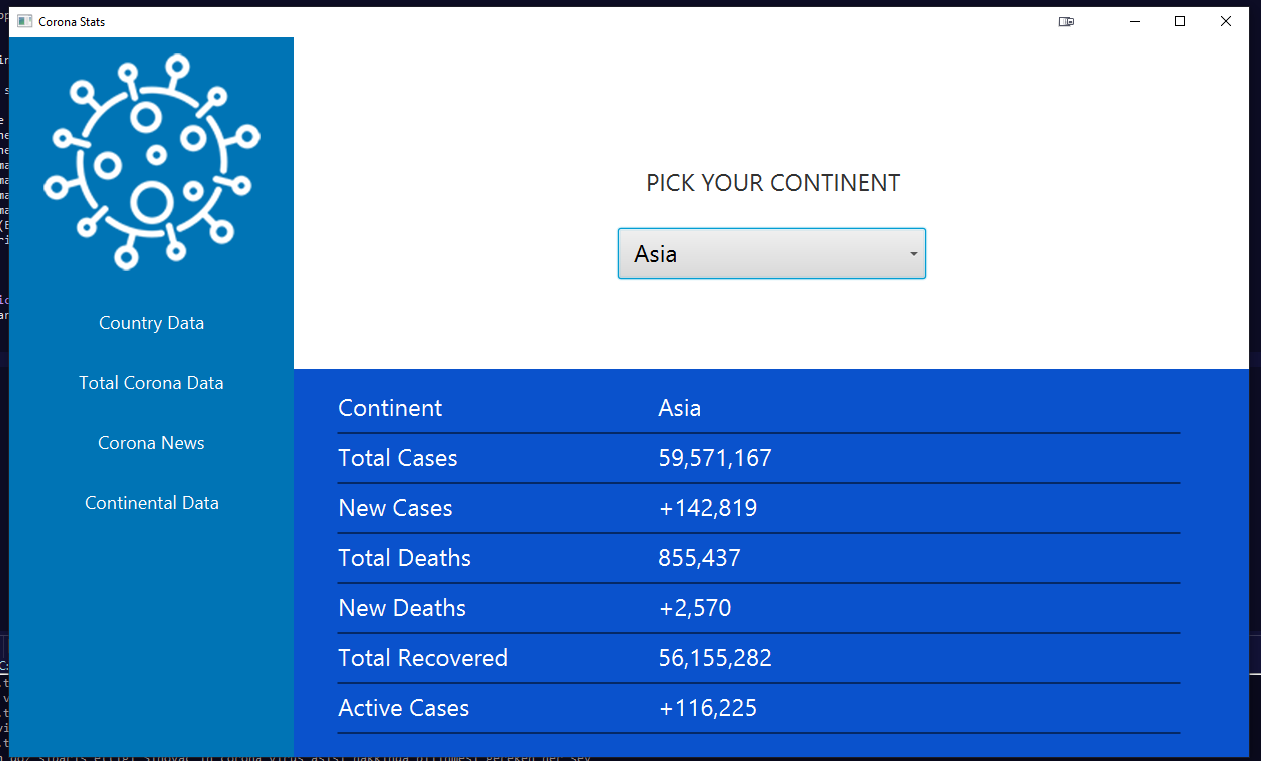 Corona Stats
PICK YOUR CONTINENT
Asia
Country Data
Total Corona Data
Corona News
Continental Data
Continent Asia
Total Cases 59,571,167
New Cases +142,819
Total Deaths 855,437
New Deaths +2,570
Total Recovered 56,155,282
Active Cases +116,225